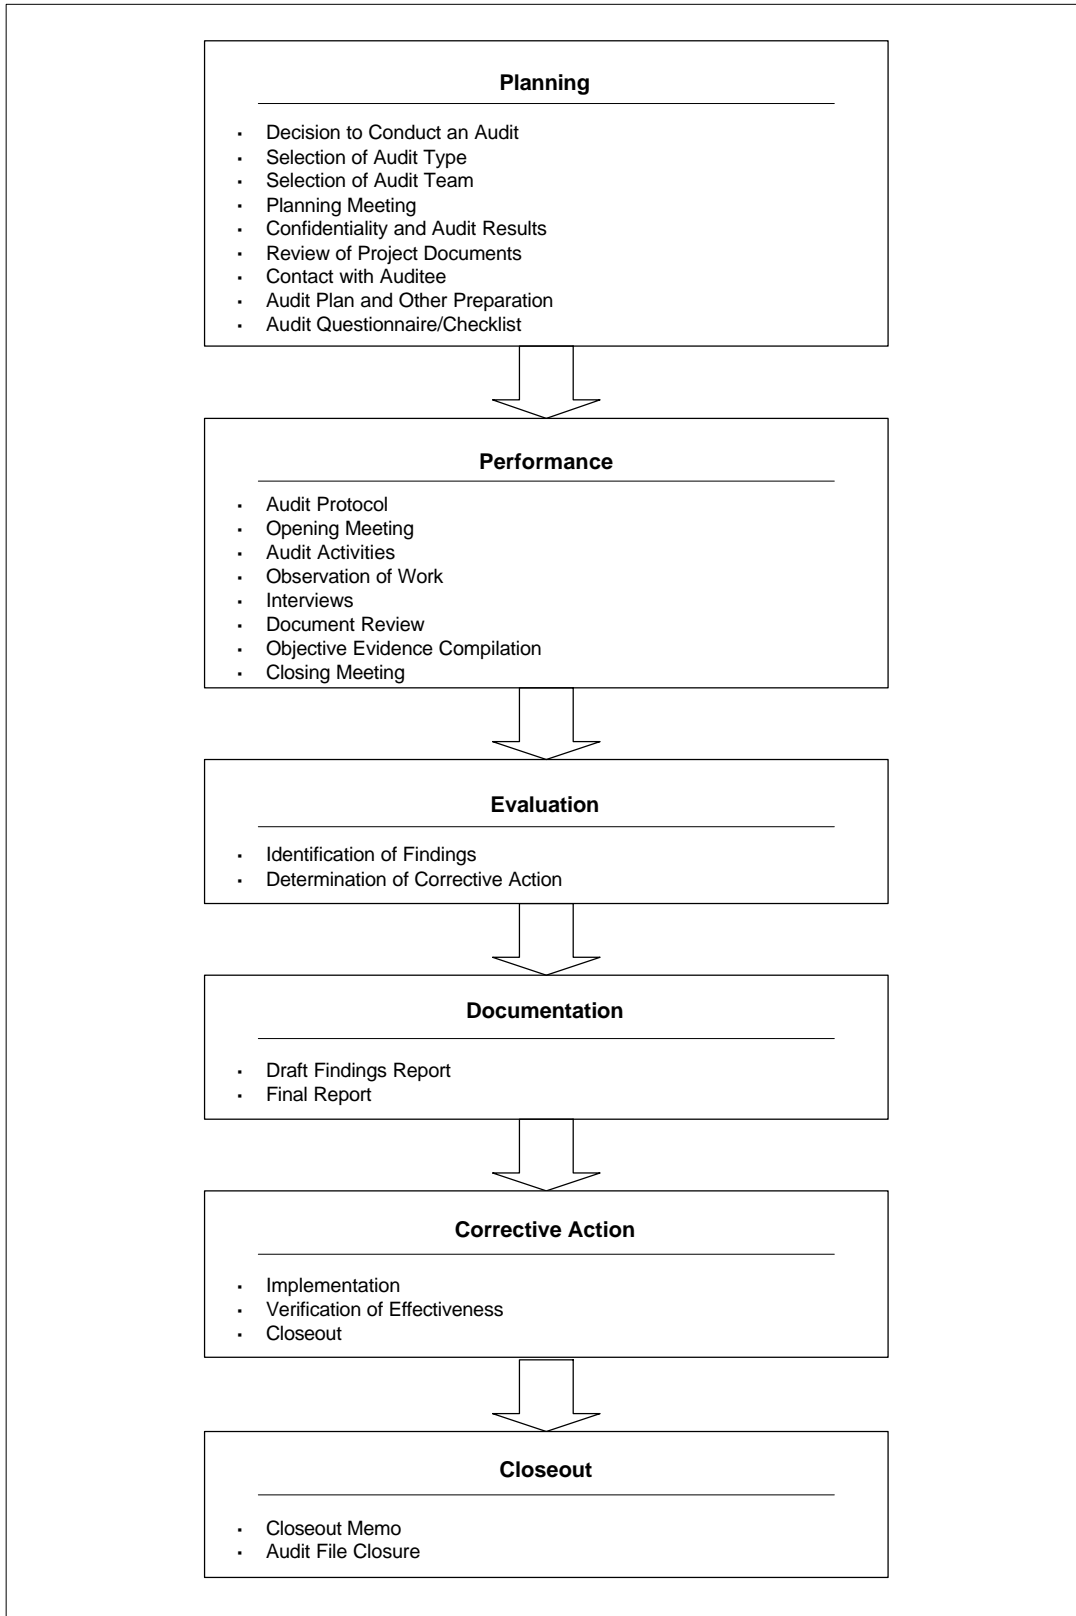 Planning
▪ Decision to Conduct an Audit
▪ Selection of Audit Type
▪ Selection of Audit Team
▪ Planning Meeting
▪ Confidentiality and Audit Results
▪ Review of Project Documents
▪ Contact with Auditee
▪ Audit Plan and Other Preparation
▪ Audit Questionnaire/Checklist
Performance
▪ Audit Protocol
▪ Opening Meeting
▪ Audit Activities
▪ Observation of Work
▪ Interviews
▪ Document Review
▪ Objective Evidence Compilation
▪ Closing Meeting
Evaluation
▪ Identification of Findings
▪ Determination of Corrective Action
Documentation
▪ Draft Findings Report
▪ Final Report
Corrective Action
▪ Implementation
▪ Verification of Effectiveness
▪ Closeout
Closeout
▪ Closeout Memo
▪ Audit File Closure